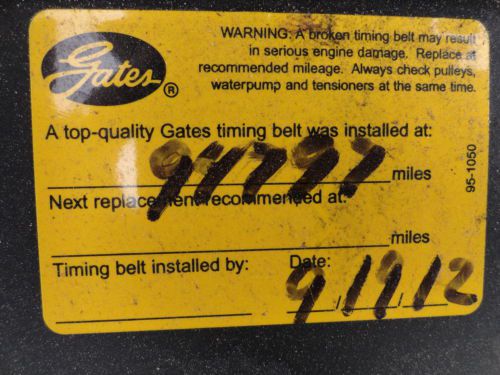 Gates®
WARNING: A broken timing belt may result
in serious engine damage. Replace at
recommended mileage. Always check pulleys,
waterpump and tensioners at the same time.
A top-quality Gates timing belt was installed at:
94797 miles
Next replacement recommended at:
miles
Timing belt installed by: Date:
9/19/12
95-1050